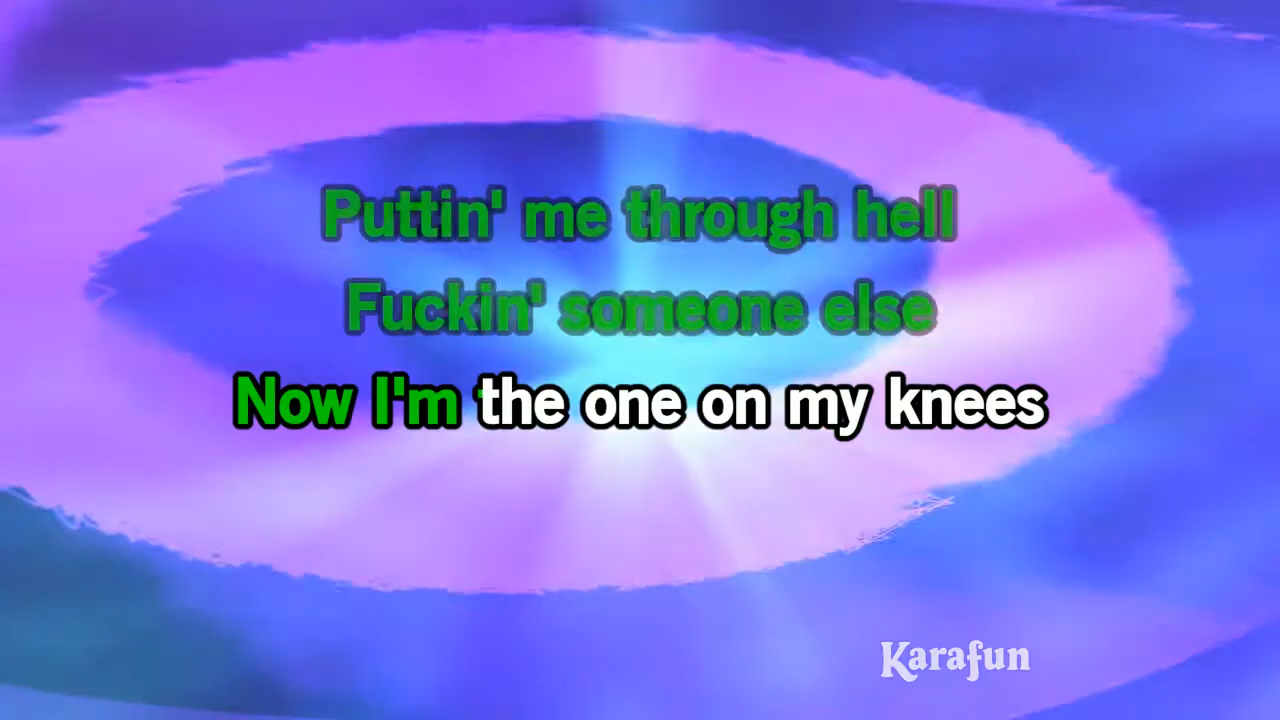 Puttin' me through hell
Fuckin' someone else
Now I'm the one on my knees
Karafun